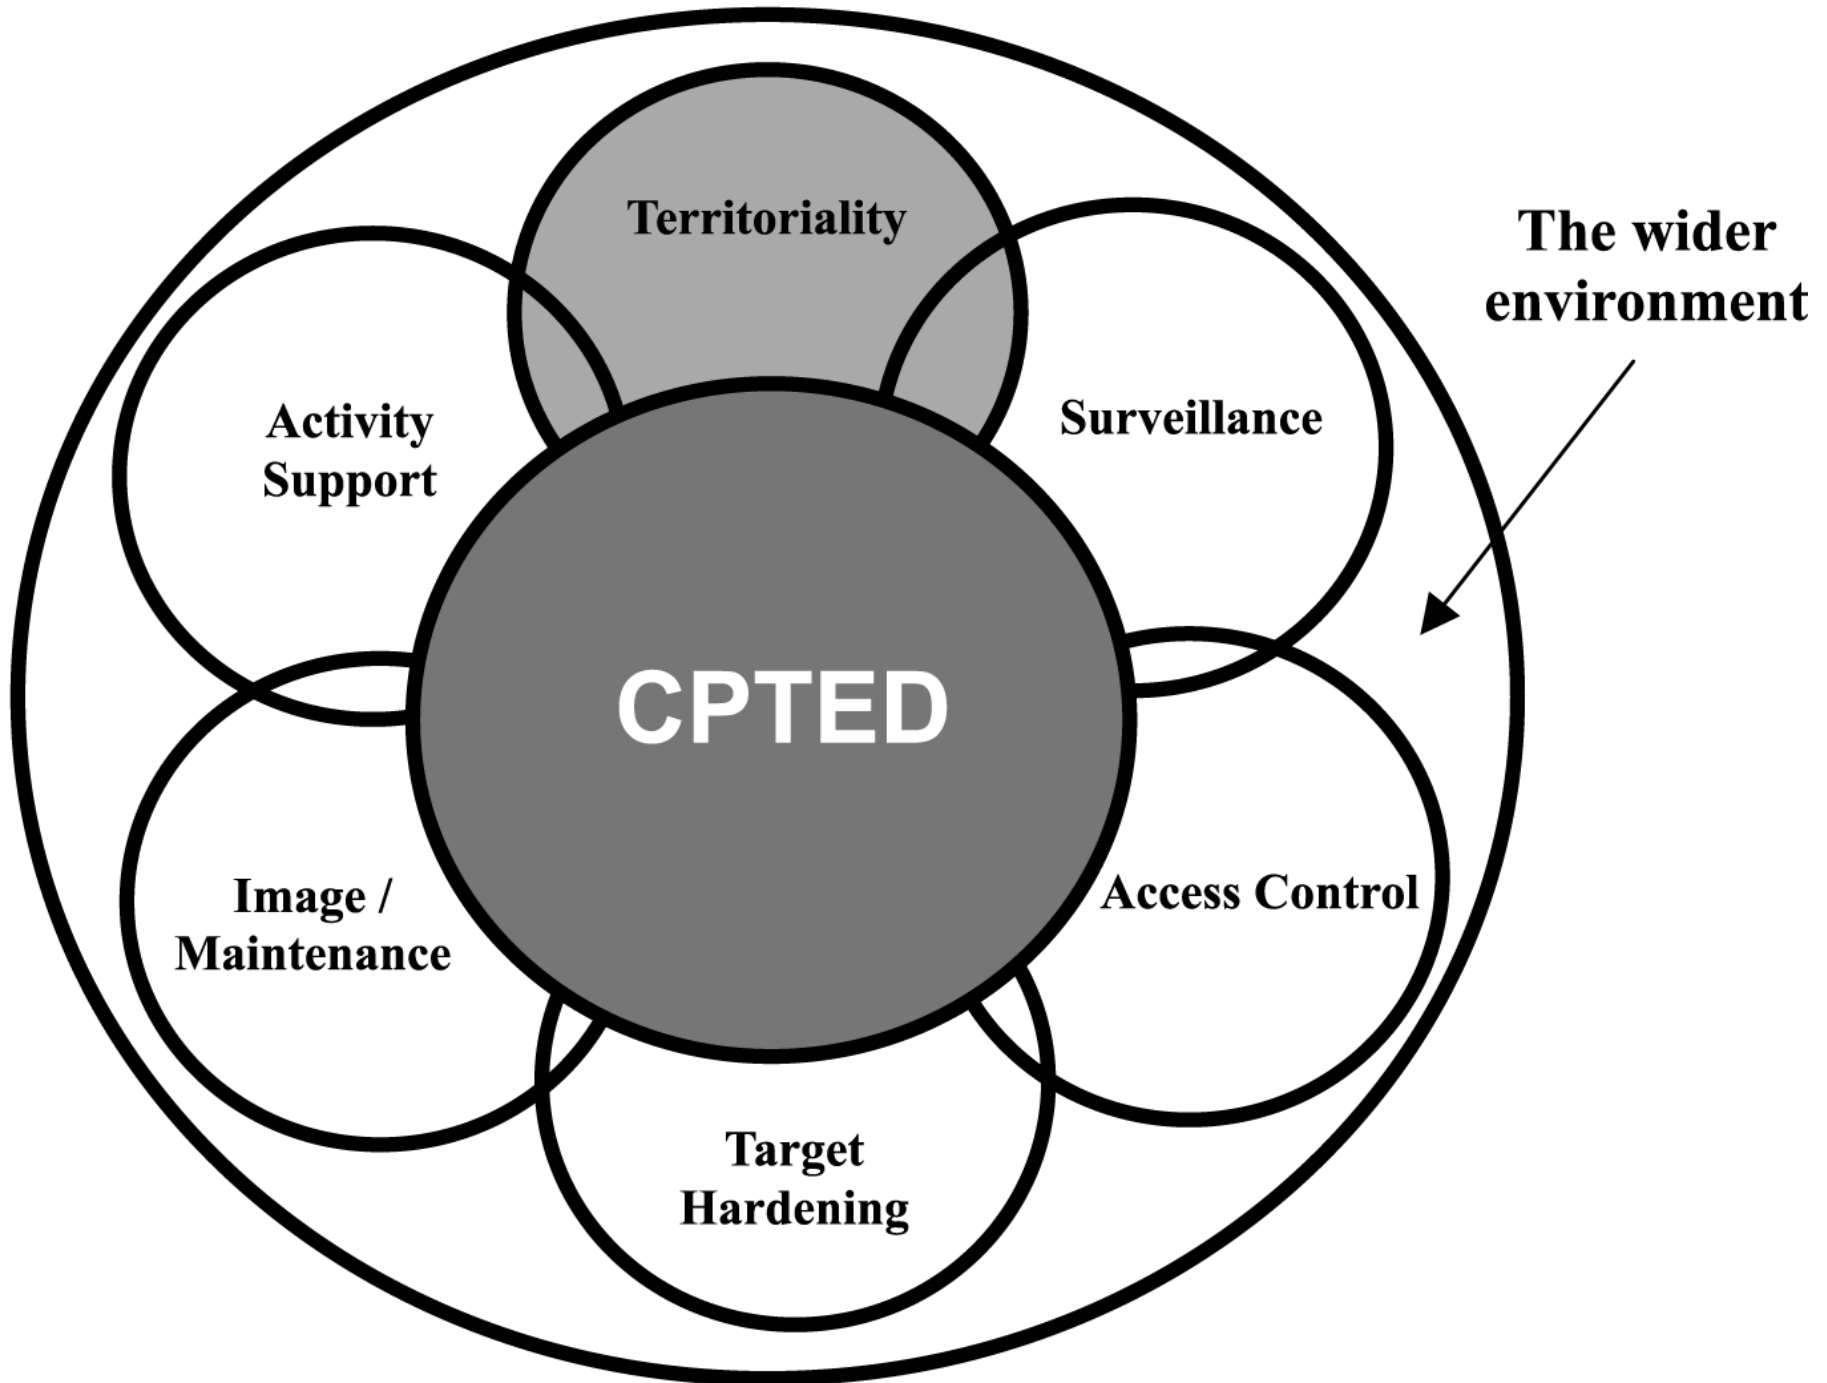 Territoriality
The wider
environment
Activity
Support
Surveillance
CPTED
Image /
Maintenance
Access Control
Target
Hardening